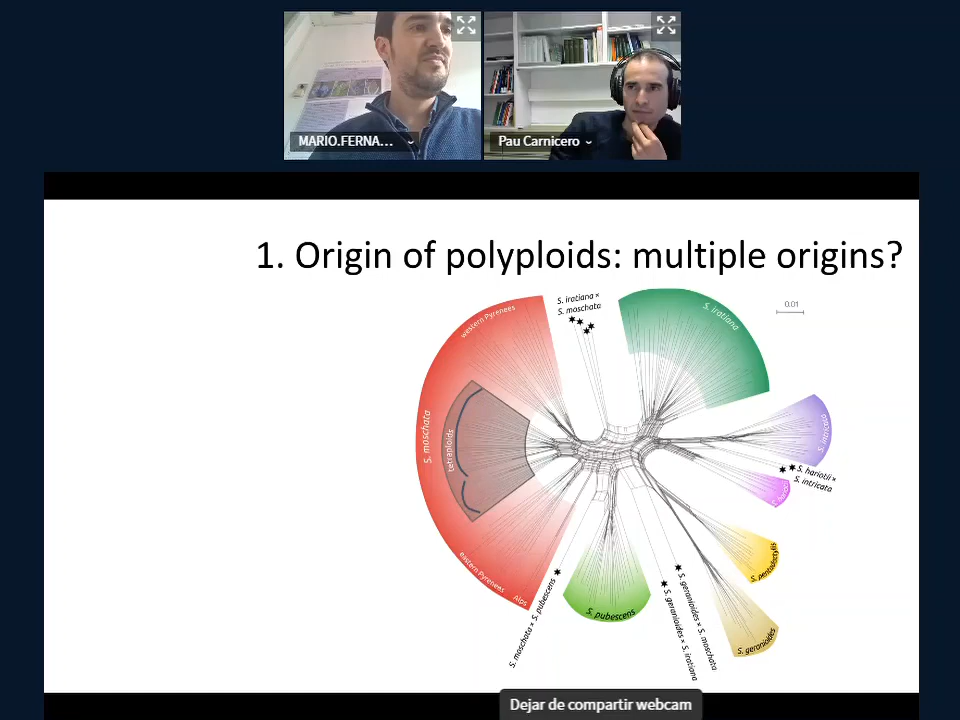 MARIO.FERNA...
Pau Carnicero
1. Origin of polyploids: multiple origins?
S. iratiana ×
S. moschata
0.01
western Pyrenees
S. iratiana
S. moschata
tetraploids
S. intricata
S. hariotii ×
S. intricata
eastern Pyrenees
Alps
S. moschata × S. pubescens
S. pubescens
S. geranioides × S. iratiana
S. geranioides × S. moschata
S. pentadactylis
S. geranioides
Dejar de compartir webcam